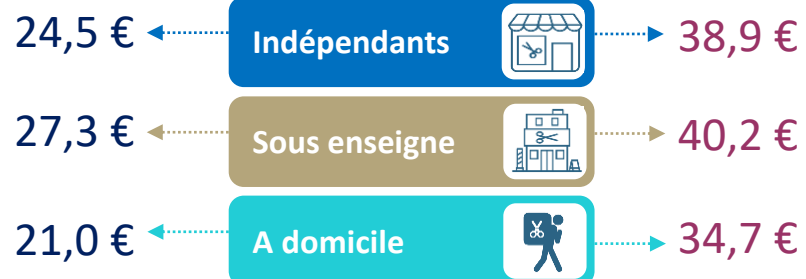 24,5 € Indépendants 38,9 €
27,3 € Sous enseigne 40,2 €
21,0 € A domicile 34,7 €